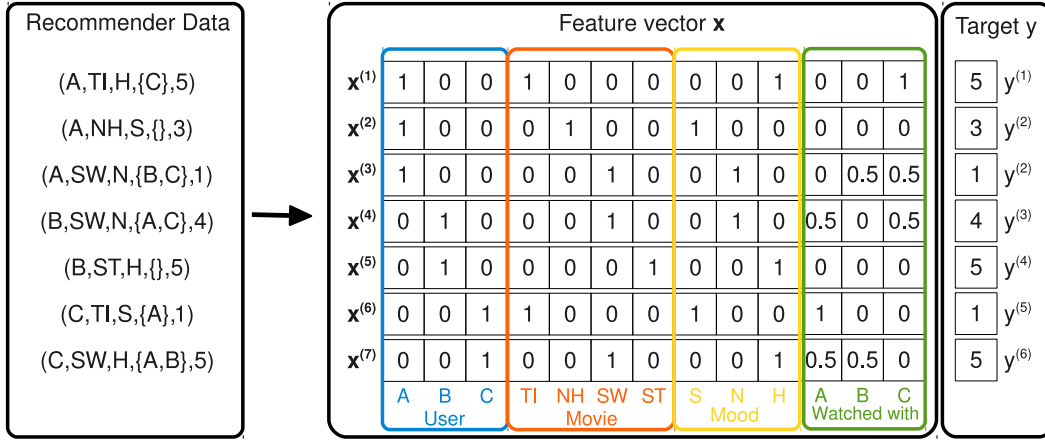 Recommender Data
(A,TI,H,{C},5)
(A,NH,S,{},3)
(A,SW,N,{B,C},1)
(B,SW,N,{A,C},4)
(B,ST,H,{},5)
(C,TI,S,{A},1)
(C,SW,H,{A,B},5)
Feature vector x
x(1) 1 0 0 1 0 0 0 0 0 1 0 0 1
x(2) 1 0 0 0 1 0 0 1 0 0 0 0 0
x(3) 1 0 0 0 0 1 0 0 1 0 0 0.5 0.5
x(4) 0 1 0 0 0 1 0 0 1 0 0.5 0 0.5
x(5) 0 1 0 0 0 0 1 0 0 1 0 0 0
x(6) 0 0 1 1 0 0 0 1 0 0 1 0 0
x(7) 0 0 1 0 0 1 0 0 0 1 0.5 0.5 0
A B C TI NH SW ST S N H A B C
User Movie Mood Watched with
Target y
5 y(1)
3 y(2)
1 y(2)
4 y(3)
5 y(4)
1 y(5)
5 y(6)